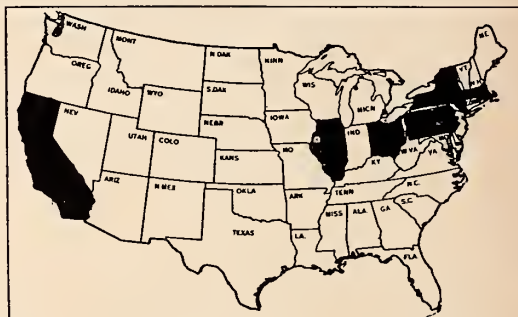 WASH
MONT
N.DAK
MINN
ME.
OREG
IDAHO
WYO
S.DAK
WIS
MICH
VT.
N.H.
NEV
UTAH
COLO
NEBR
IOWA
KANS
MO
IND
KY
W.VA
VA
ARIZ
N MEX
OKLA
ARK
TENN
N.C.
S.C.
TEXAS
LA.
MISS
ALA.
GA
FLA